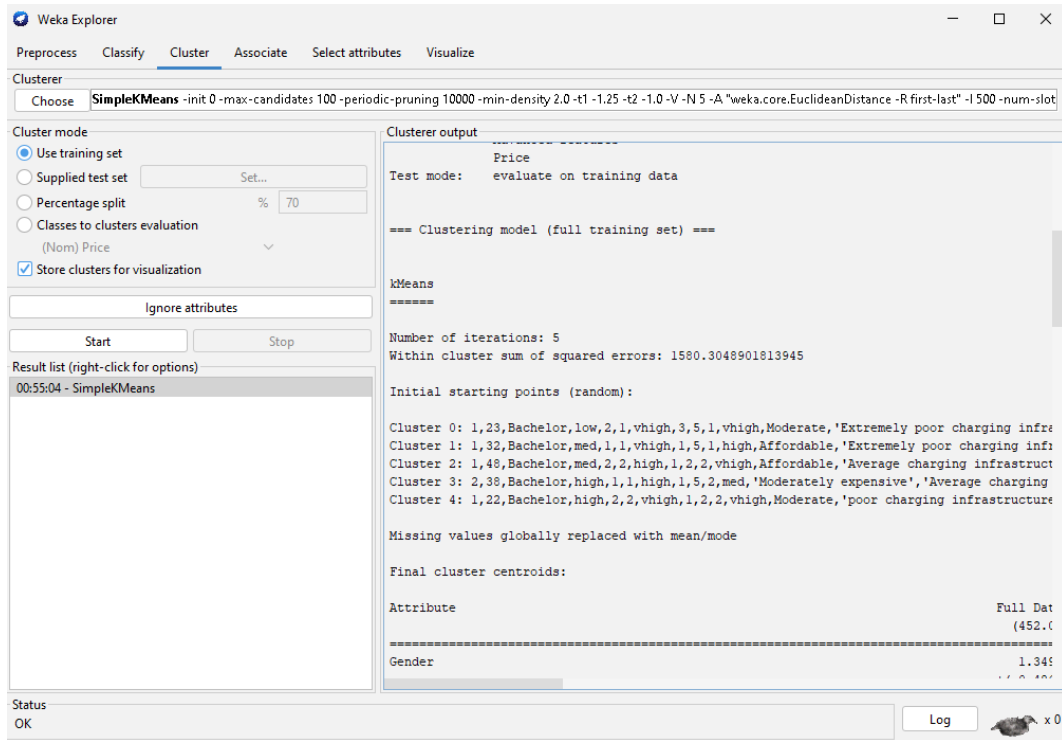 Weka Explorer
Preprocess Classify Cluster Associate Select attributes Visualize
Clusterer
Choose SimpleKMeans -init 0 -max-candidates 100 -periodic-pruning 10000 -min-density 2.0 -t1 -1.25 -t2 -1.0 -V -N 5 -A "weka.core.EuclideanDistance -R first-last" -I 500 -num-slot
Cluster mode
Use training set
Supplied test set Set...
Percentage split % 70
Classes to clusters evaluation
(Nom) Price
Store clusters for visualization
Ignore attributes
Start Stop
Result list (right-click for options)
00:55:04 - SimpleKMeans
Clusterer output
Price
Test mode: evaluate on training data
=== Clustering model (full training set) ===
kMeans
======
Number of iterations: 5
Within cluster sum of squared errors: 1580.3048901813945
Initial starting points (random):
Cluster 0: 1,23,Bachelor,low,2,1,vhigh,3,5,1,vhigh,Moderate,'Extremely poor charging infra
Cluster 1: 1,32,Bachelor,med,1,1,vhigh,1,5,1,high,Affordable,'Extremely poor charging infr
Cluster 2: 1,48,Bachelor,med,2,2,high,1,2,2,vhigh,Affordable,'Average charging infrastruct
Cluster 3: 2,38,Bachelor,high,1,1,high,1,5,2,med,'Moderately expensive','Average charging
Cluster 4: 1,22,Bachelor,high,2,2,vhigh,1,2,2,vhigh,Moderate,'poor charging infrastructure
Missing values globally replaced with mean/mode
Final cluster centroids:
Attribute Full Dat
(452.0
Gender 1.349
Status
OK
Log x 0